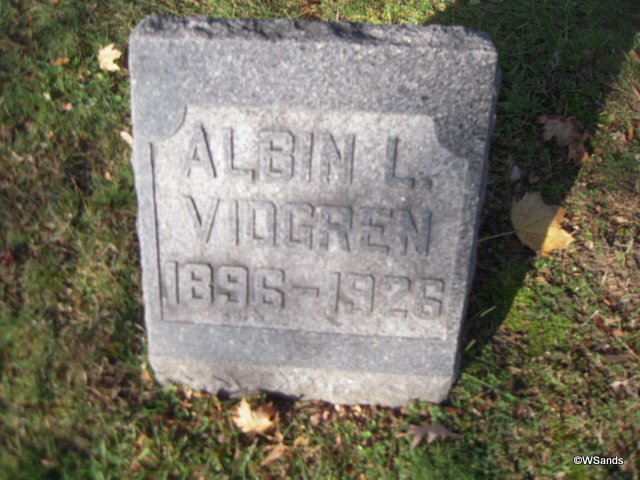 ALBIN L.
VIDGREN
1896-1926
©WSands